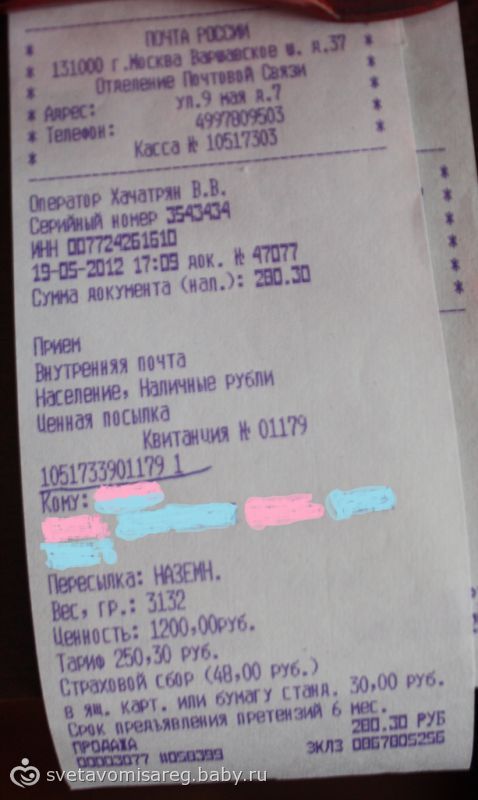 * ПОЧТА РОССИИ *
* 131000 г.Москва Варшавское ш. д.37 *
* Отделение Почтовой Связи *
* Адрес: ул.9 мая д.7 *
* Телефон: 4997809503 *
* Касса № 10517303 *
Оператор Хачатрян В.В.
Серийный номер 3543434
ИНН 007724261610
19-05-2012 17:09 док. № 47077
Сумма документа (нал.): 280.30
Прием
Внутренняя почта
Население, Наличные рубли
Ценная посылка
Квитанция № 01179
1051733901179 1
Кому:
Пересылка: НАЗЕМН.
Вес, гр.: 3132
Ценность: 1200,00руб.
Тариф 250,30 руб.
Страховой сбор (48,00 руб.)
в ящ. карт. или бумагу станд. 30,00 руб.
Срок предъявления претензий 6 мес.
280.30 РУБ
ПРОДАЖА
00003077 #058399 ЭКЛЗ 0867805256
svetavomisareg.baby.ru